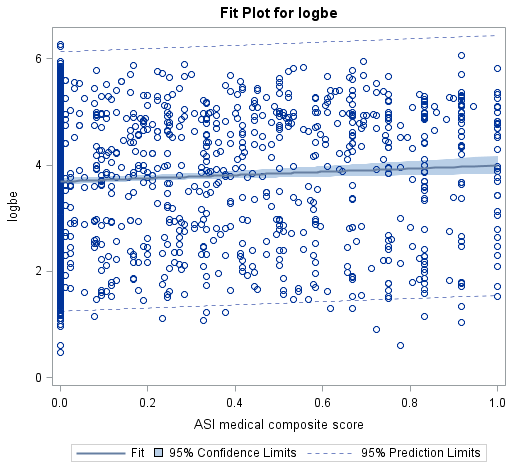 Fit Plot for logbe
6
4
2
0
logbe
0.0 0.2 0.4 0.6 0.8 1.0
ASI medical composite score
Fit 95% Confidence Limits 95% Prediction Limits